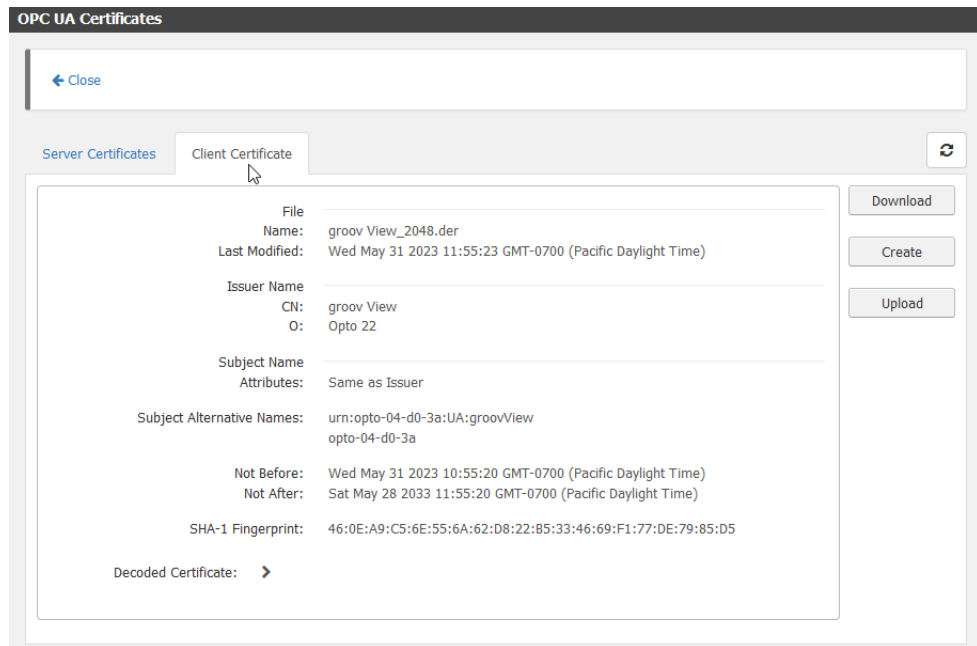 OPC UA Certificates
Close
Server Certificates
Client Certificate
Download
Create
Upload
File
Name: groov View_2048.der
Last Modified: Wed May 31 2023 11:55:23 GMT-0700 (Pacific Daylight Time)
Issuer Name
CN: groov View
O: Opto 22
Subject Name
Attributes: Same as Issuer
Subject Alternative Names: urn:opto-04-d0-3a:UA:groovView
opto-04-d0-3a
Not Before: Wed May 31 2023 10:55:20 GMT-0700 (Pacific Daylight Time)
Not After: Sat May 28 2033 11:55:20 GMT-0700 (Pacific Daylight Time)
SHA-1 Fingerprint: 46:0E:A9:C5:6E:55:6A:62:D8:22:B5:33:46:69:F1:77:DE:79:85:D5
Decoded Certificate: